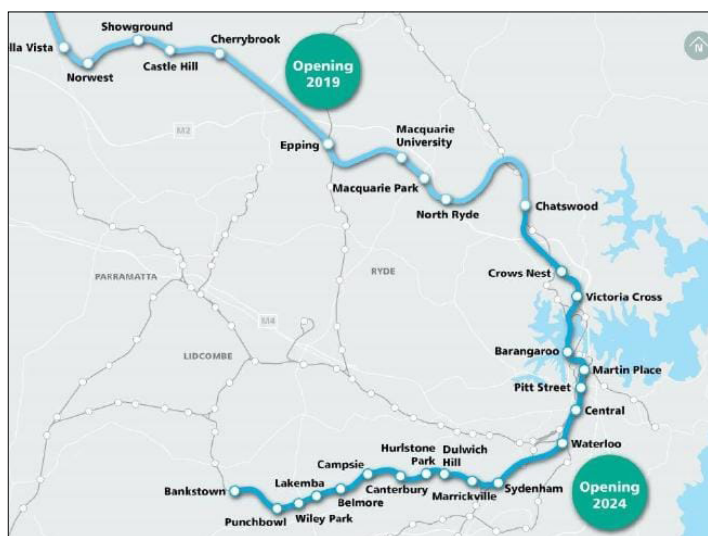 Showground
lla Vista
Norwest
Castle Hill
Cherrybrook
Opening
2019
N
M2
Epping
Macquarie
University
Macquarie Park
North Ryde
Chatswood
PARRAMATTA
RYDE
Crows Nest
Victoria Cross
M4
LIDCOMBE
Barangaroo
Martin Place
Pitt Street
Central
Waterloo
Bankstown
Punchbowl
Lakemba
Wiley Park
Campsie
Belmore
Hurlstone
Park
Canterbury
Dulwich
Hill
Marrickville
Sydenham
Opening
2024